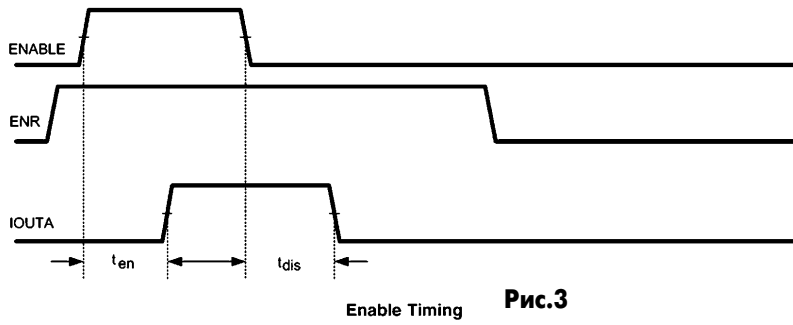 ENABLE
ENR
IOUTA
ten
tdis
Enable Timing
Рис.3